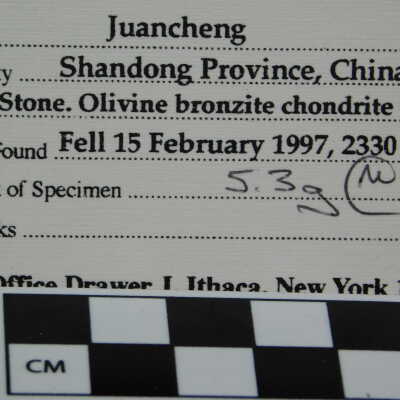 Juancheng
Shandong Province, China
Stone. Olivine bronzite chondrite
Found Fell 15 February 1997, 2330
of Specimen 5.3g
Office Drawer J, Ithaca, New York
CM